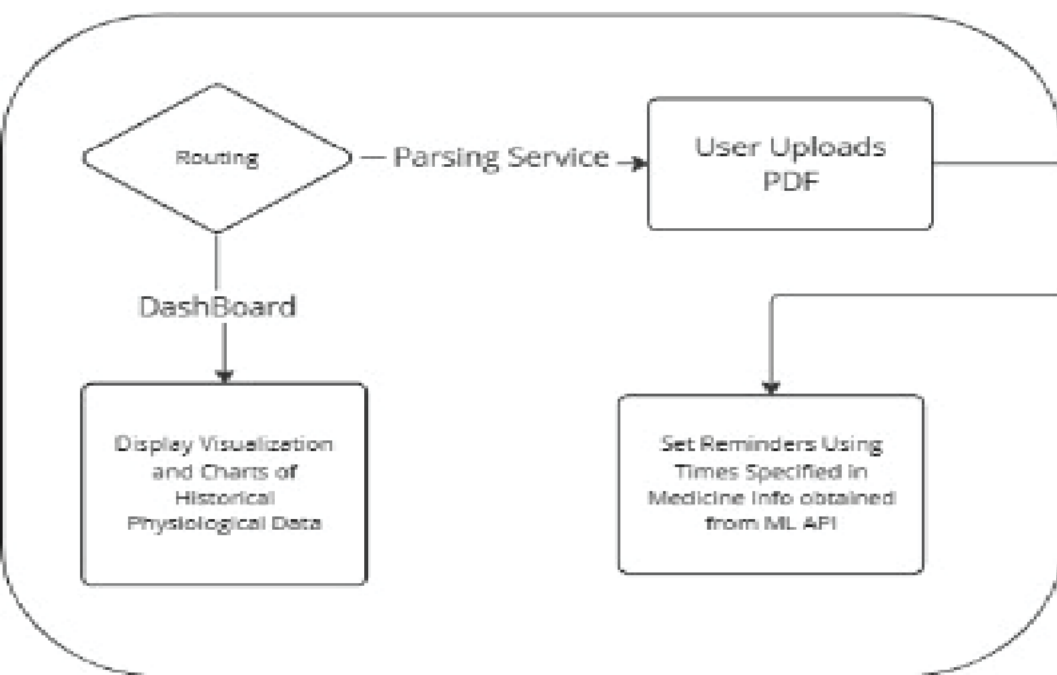 Routing
Parsing Service
User Uploads
PDF
DashBoard
Display Visualization
and Charts of
Historical
Physiological Data
Set Reminders Using
Times Specified in
Medicine Info obtained
from ML API